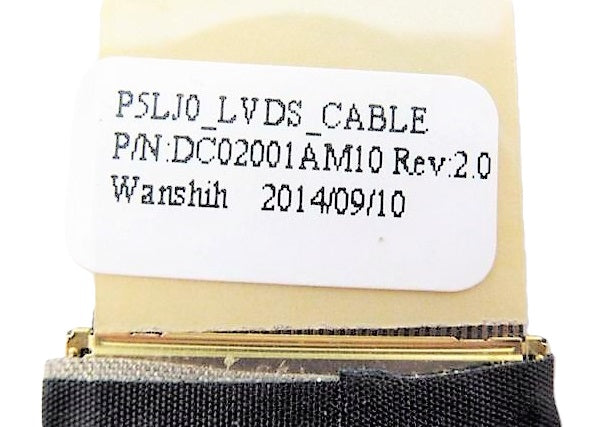 P5LJ0_LVDS_CABLE
P/N:DC02001AM10 Rev:2.0
Wanshih 2014/09/10